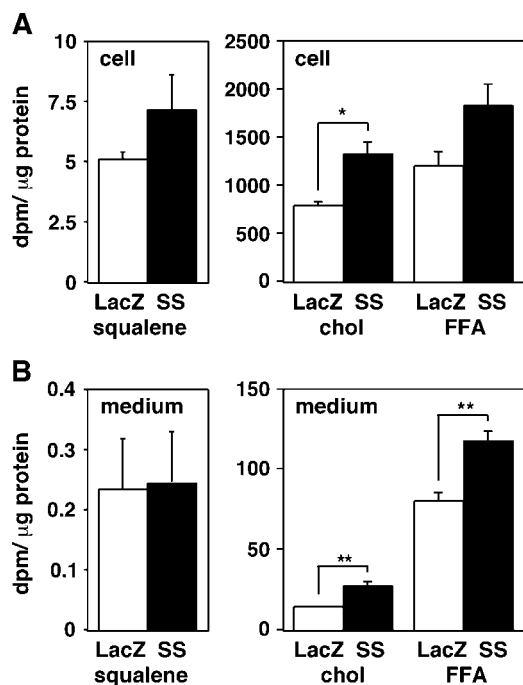 A
dpm/ μg protein
10
7.5
5
2.5
0
cell
LacZ SS
squalene
2500
2000
1500
1000
500
0
cell
*
LacZ SS LacZ SS
chol FFA
B
dpm/ μg protein
0.4
0.3
0.2
0.1
0
medium
LacZ SS
squalene
150
100
50
0
medium
**
**
LacZ SS LacZ SS
chol FFA